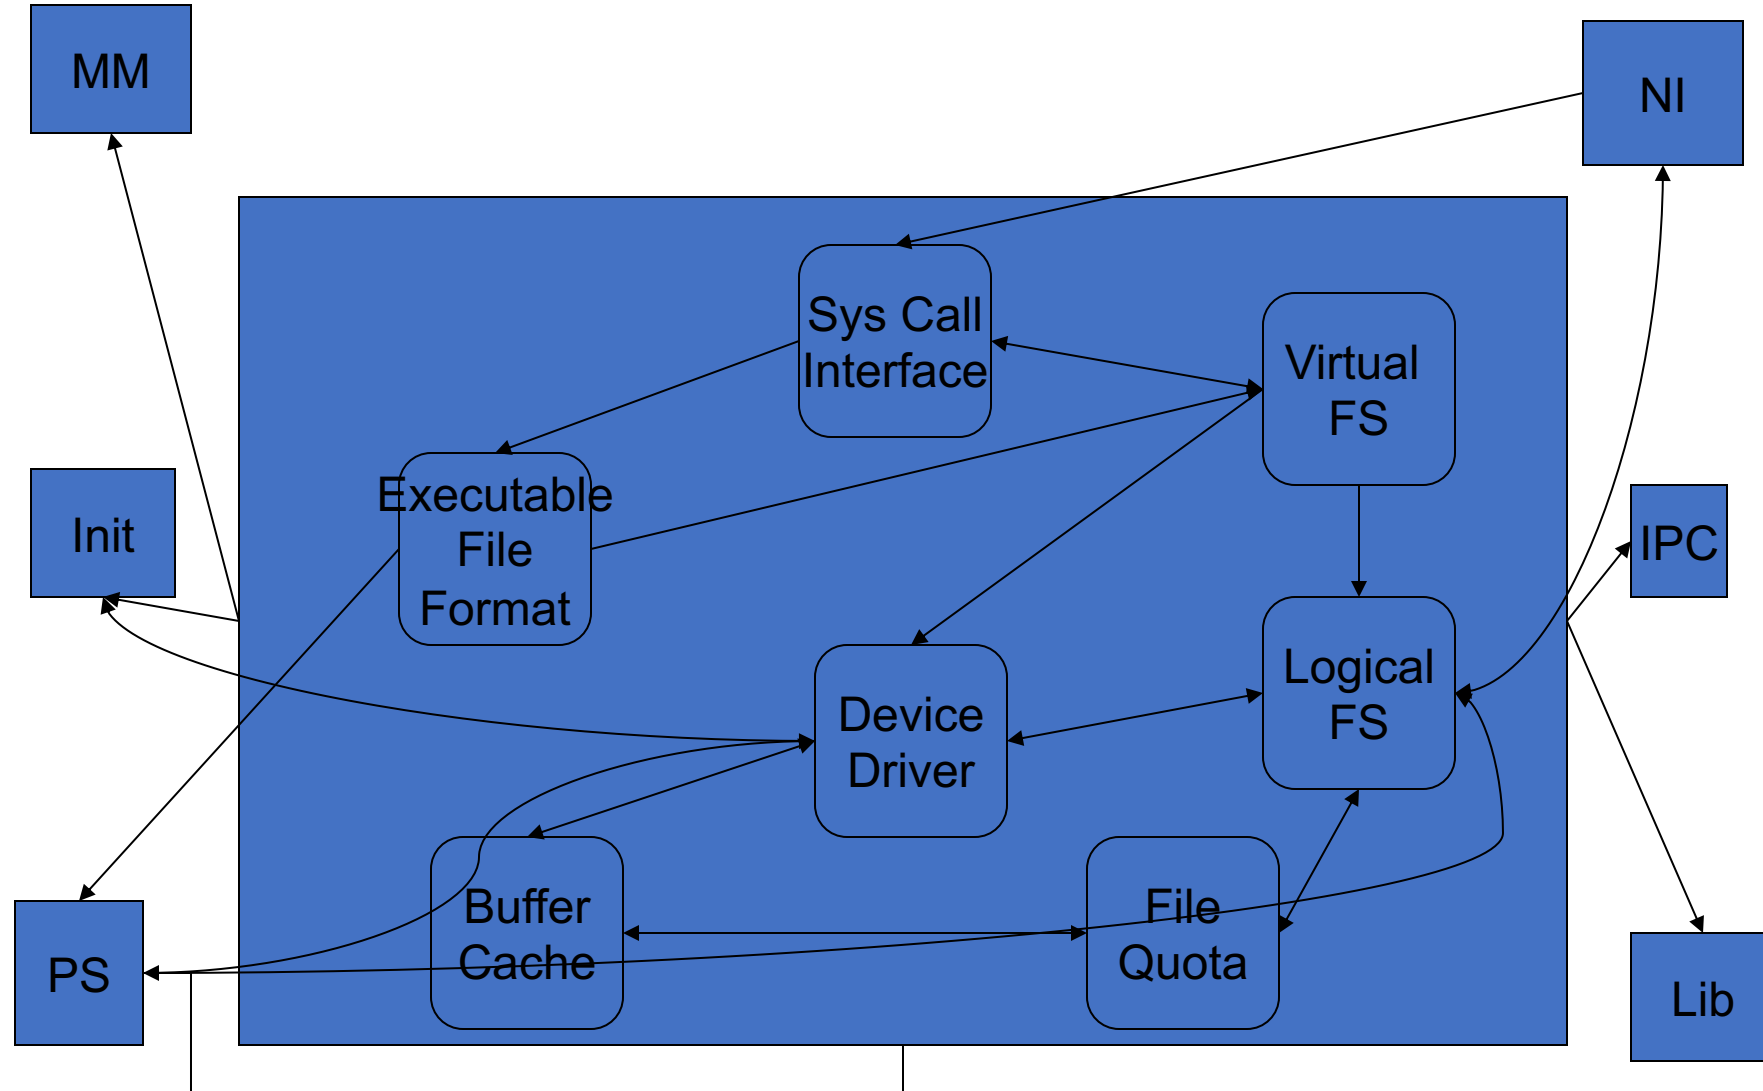 MM
NI
Sys Call
Interface
Virtual
FS
Executable
File
Format
Init
IPC
Logical
FS
Device
Driver
Buffer
Cache
File
Quota
PS
Lib